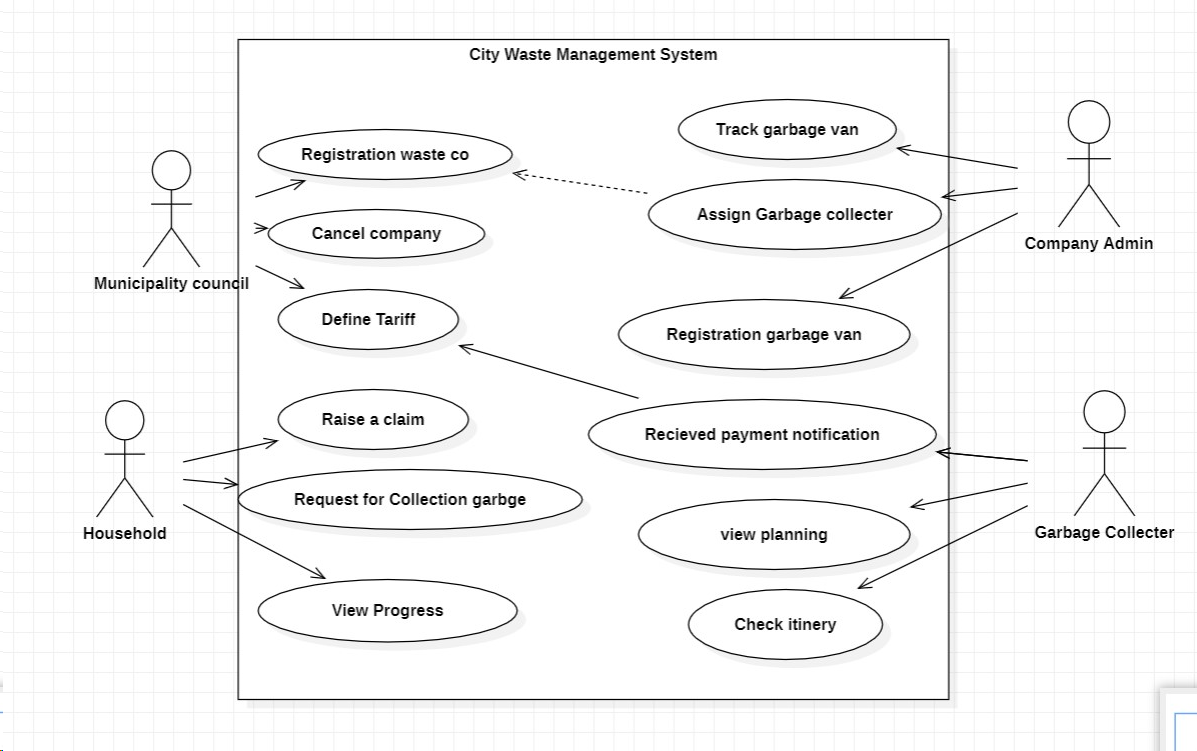 City Waste Management System
Registration waste co
Cancel company
Define Tariff
Raise a claim
Request for Collection garbge
View Progress
Track garbage van
Assign Garbage collecter
Registration garbage van
Recieved payment notification
view planning
Check itinery
Municipality council
Household
Company Admin
Garbage Collecter